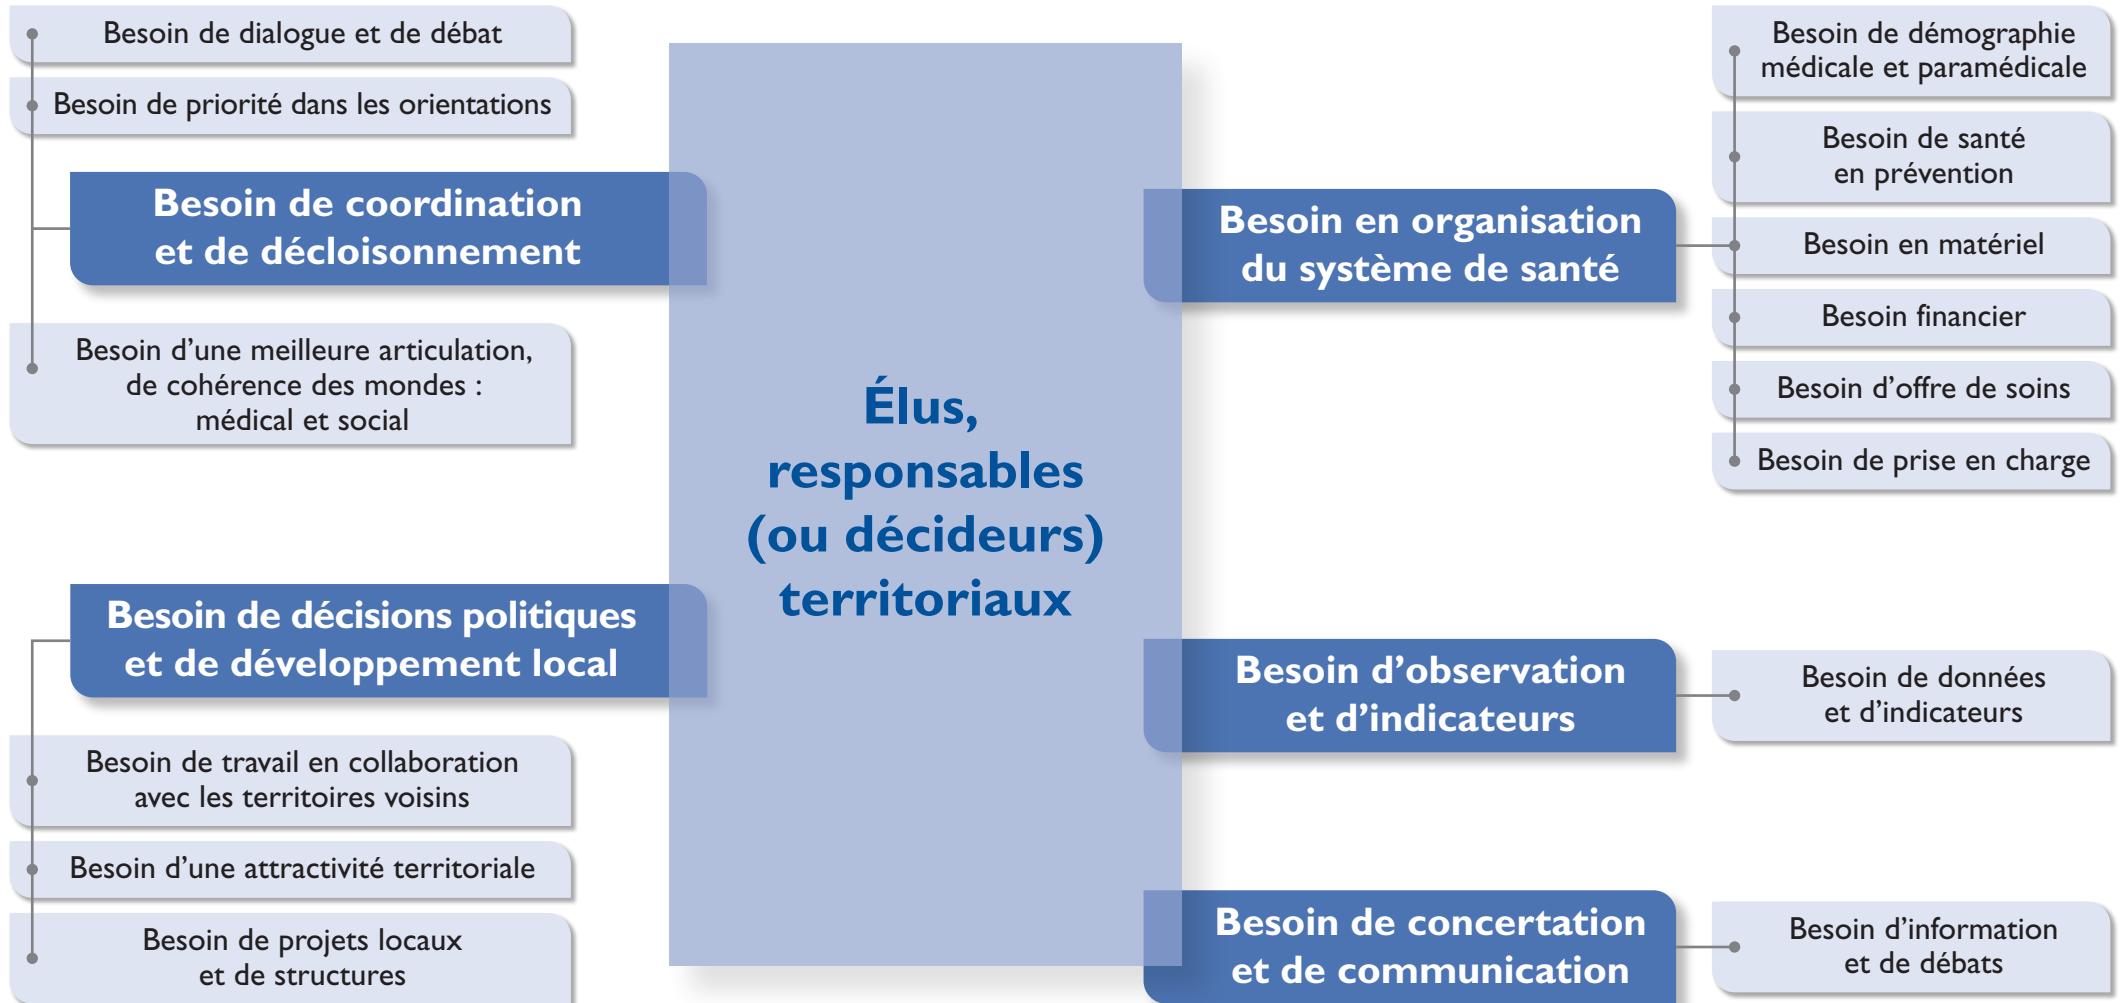 Besoin de dialogue et de débat
Besoin de priorité dans les orientations
Besoin de coordination
et de décloisonnement
Besoin d’une meilleure articulation,
de cohérence des mondes :
médical et social
Besoin de décisions politiques
et de développement local
Besoin de travail en collaboration
avec les territoires voisins
Besoin d’une attractivité territoriale
Besoin de projets locaux
et de structures
Élus,
responsables
(ou décideurs)
territoriaux
Besoin en organisation
du système de santé
Besoin de démographie
médicale et paramédicale
Besoin de santé
en prévention
Besoin en matériel
Besoin financier
Besoin d’offre de soins
Besoin de prise en charge
Besoin d’observation
et d’indicateurs
Besoin de données
et d’indicateurs
Besoin de concertation
et de communication
Besoin d’information
et de débats